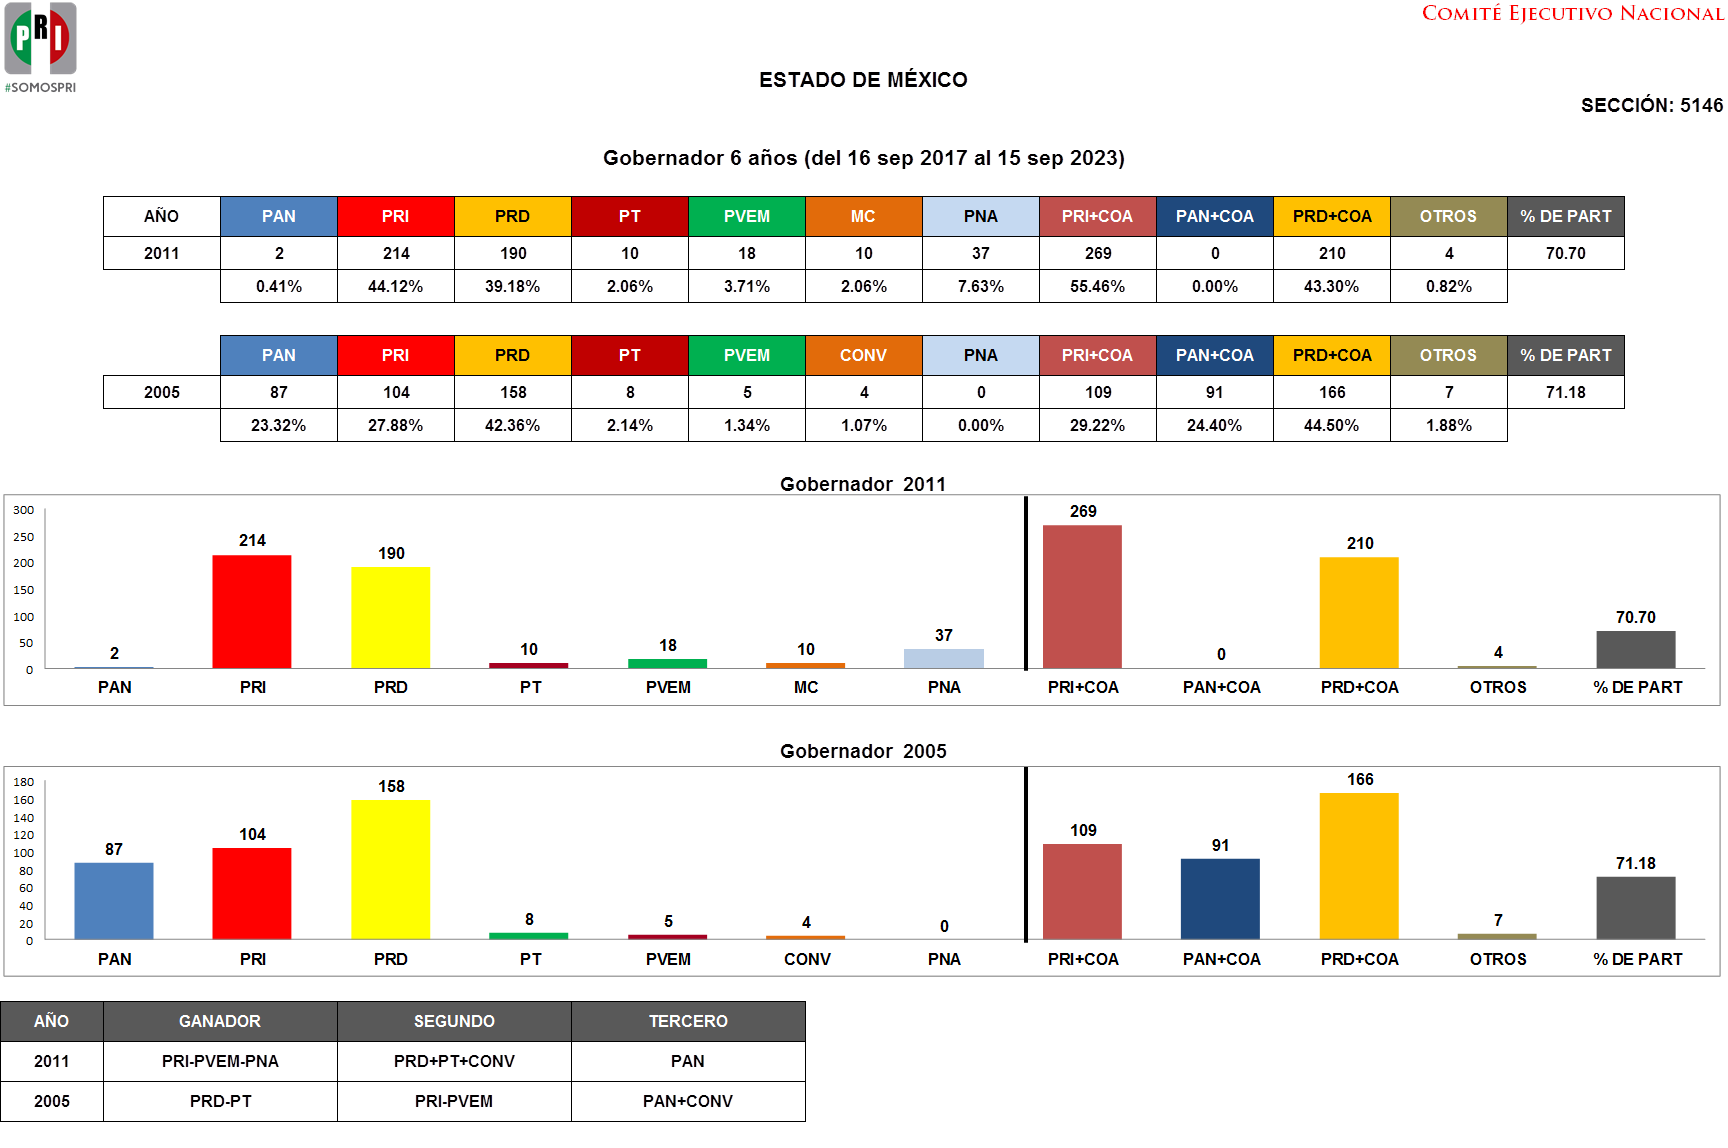 PRI
#SOMOSPRI
COMITÉ EJECUTIVO NACIONAL
ESTADO DE MÉXICO
SECCIÓN: 5146
Gobernador 6 años (del 16 sep 2017 al 15 sep 2023)
AÑO PAN PRI PRD PT PVEM MC PNA PRI+COA PAN+COA PRD+COA OTROS % DE PART
2011 2 214 190 10 18 10 37 269 0 210 4 70.70
0.41% 44.12% 39.18% 2.06% 3.71% 2.06% 7.63% 55.46% 0.00% 43.30% 0.82%
PAN PRI PRD PT PVEM CONV PNA PRI+COA PAN+COA PRD+COA OTROS % DE PART
2005 87 104 158 8 5 4 0 109 91 166 7 71.18
23.32% 27.88% 42.36% 2.14% 1.34% 1.07% 0.00% 29.22% 24.40% 44.50% 1.88%
Gobernador 2011
300
250
200
150
100
50
0
2 214 190 10 18 10 37 269 0 210 4 70.70
PAN PRI PRD PT PVEM MC PNA PRI+COA PAN+COA PRD+COA OTROS % DE PART
Gobernador 2005
180
160
140
120
100
80
60
40
20
0
87 104 158 8 5 4 0 109 91 166 7 71.18
PAN PRI PRD PT PVEM CONV PNA PRI+COA PAN+COA PRD+COA OTROS % DE PART
AÑO GANADOR SEGUNDO TERCERO
2011 PRI-PVEM-PNA PRD+PT+CONV PAN
2005 PRD-PT PRI-PVEM PAN+CONV